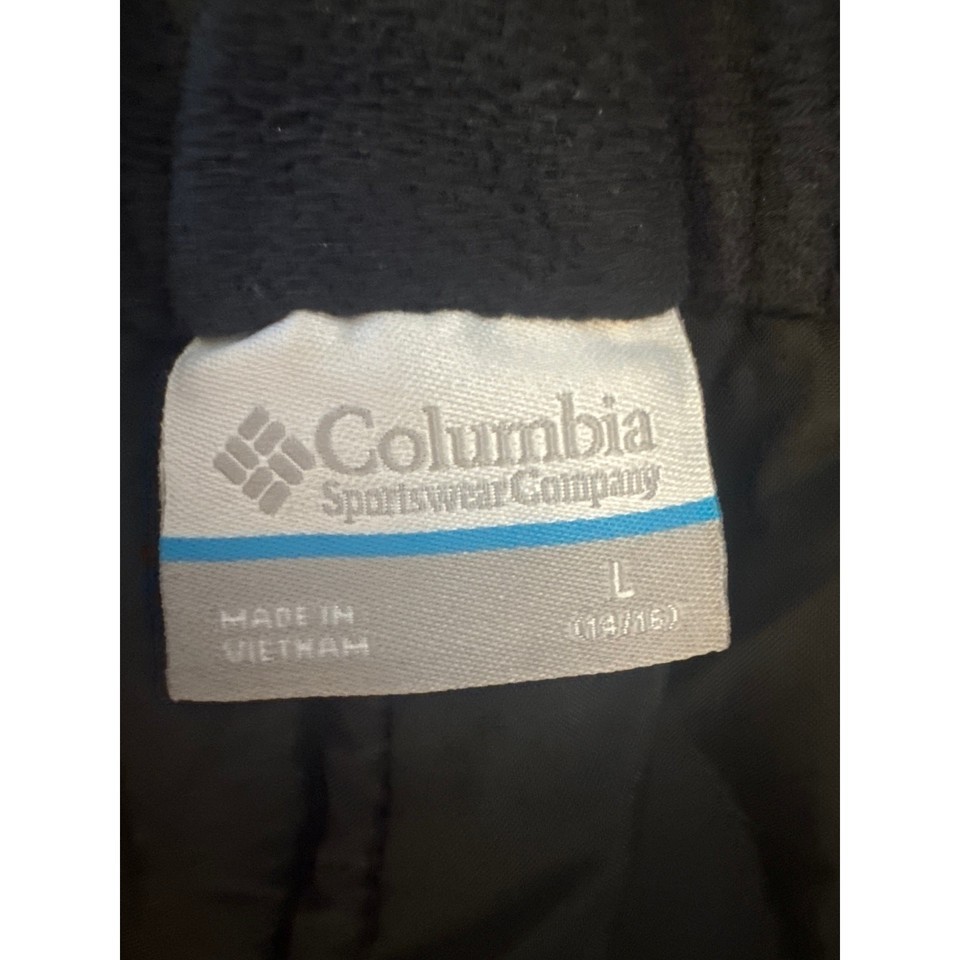 Columbia
Sportswear Company
L
(14/16)
MADE IN
VIETNAM